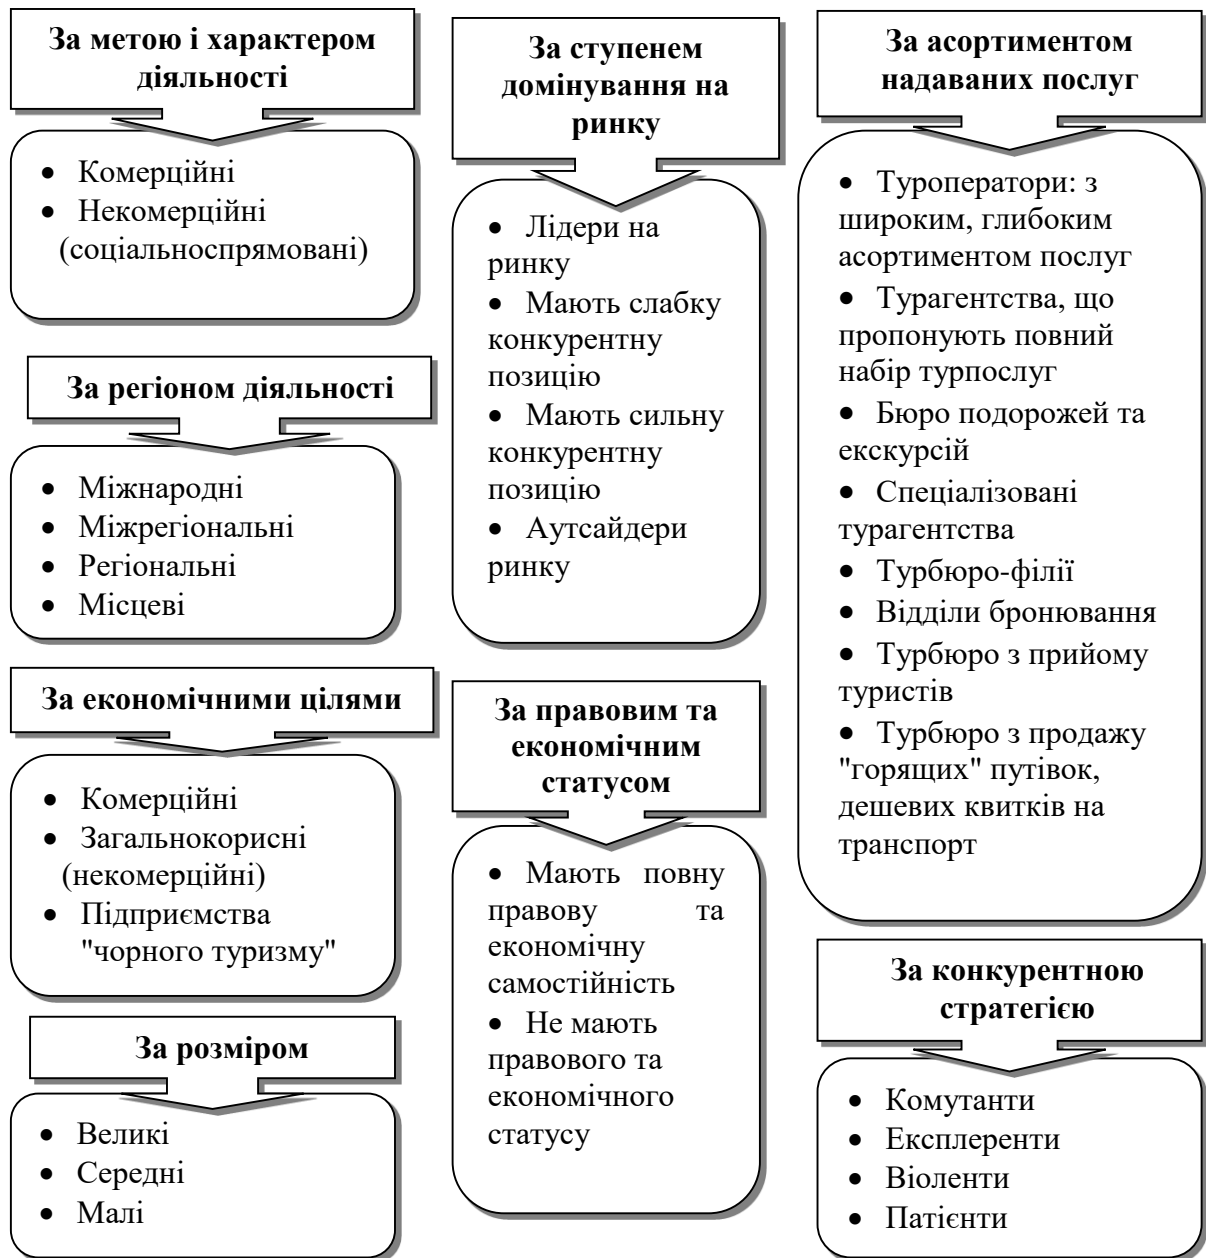 За метою і характером
діяльності
• Комерційні
• Некомерційні
(соціальноспрямовані)
За регіоном діяльності
• Міжнародні
• Міжрегіональні
• Регіональні
• Місцеві
За економічними цілями
• Комерційні
• Загальнокорисні
(некомерційні)
• Підприємства
"чорного туризму"
За розміром
• Великі
• Середні
• Малі
За ступенем
домінування на
ринку
• Лідери на
ринку
• Мають слабку
конкурентну
позицію
• Мають сильну
конкурентну
позицію
• Аутсайдери
ринку
За правовим та
економічним
статусом
• Мають повну
правову та
економічну
самостійність
• Не мають
правового та
економічного
статусу
За асортиментом
надаваних послуг
• Туроператори: з
широким, глибоким
асортиментом послуг
• Турагентства, що
пропонують повний
набір турпослуг
• Бюро подорожей та
екскурсій
• Спеціалізовані
турагентства
• Турбюро-філії
• Відділи бронювання
• Турбюро з прийому
туристів
• Турбюро з продажу
"горящих" путівок,
дешевих квитків на
транспорт
За конкурентною
стратегією
• Комутанти
• Експлеренти
• Віоленти
• Патієнти